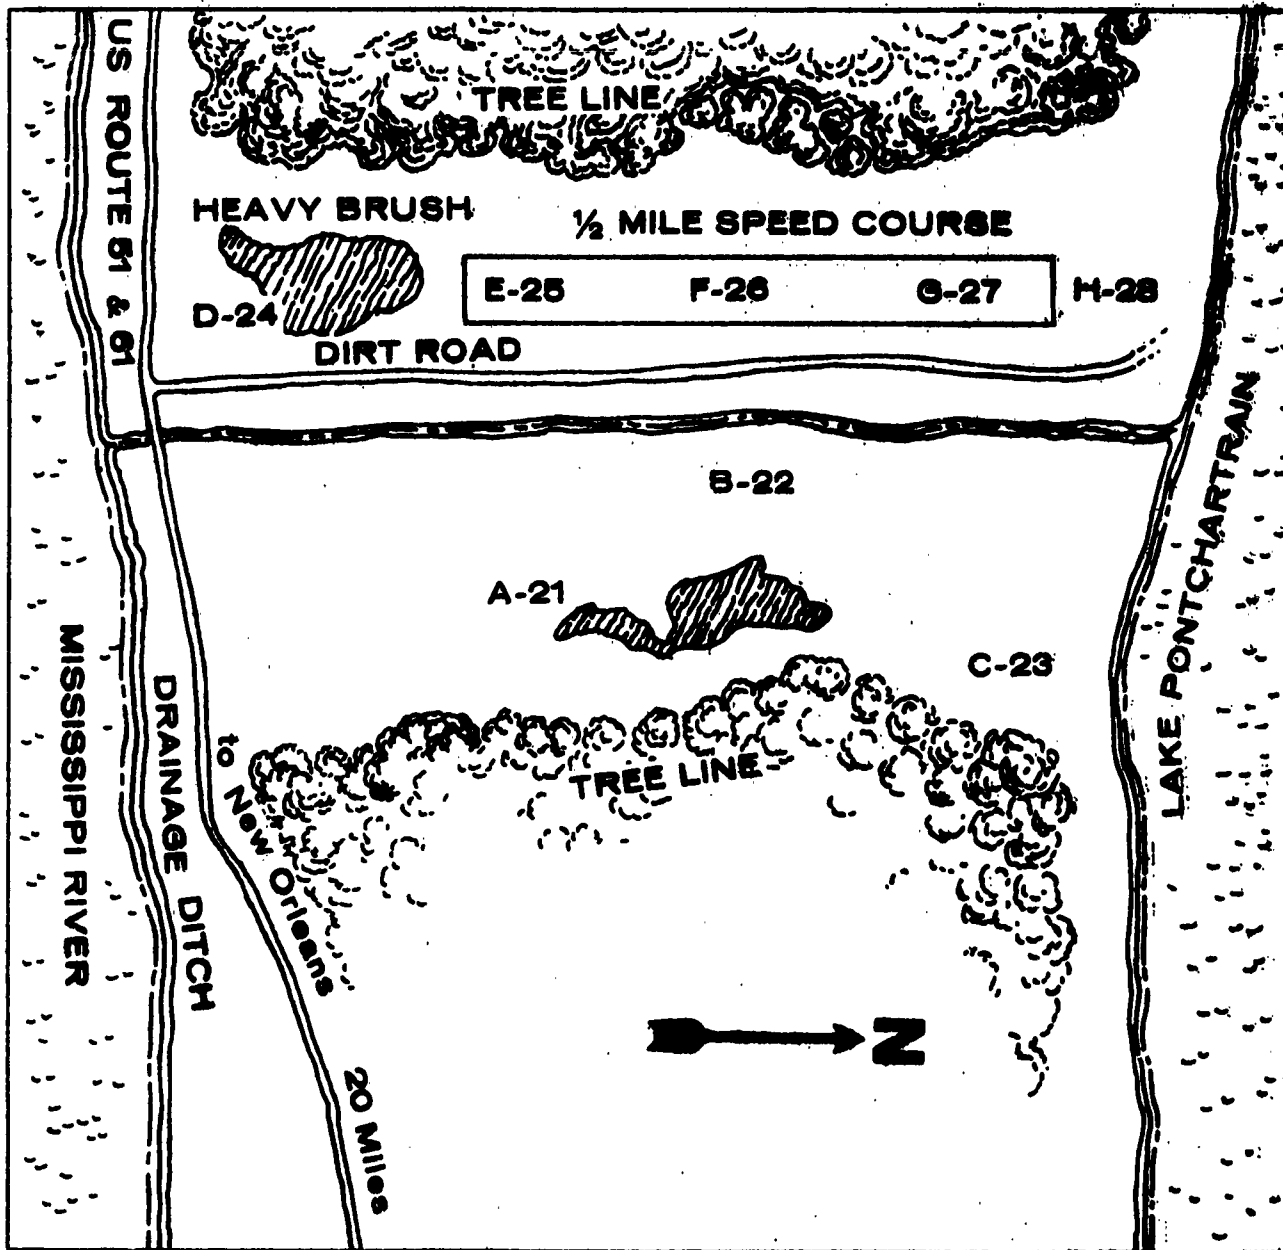 US ROUTE 51 & 61
TREE LINE
HEAVY BRUSH
½ MILE SPEED COURSE
E-25 F-26 G-27 H-28
D-24
DIRT ROAD
B-22
A-21
C-23
LAKE PONTCHARTRAIN
MISSISSIPPI RIVER
DRAINAGE DITCH
to New Orleans
20 Miles
TREE LINE
N